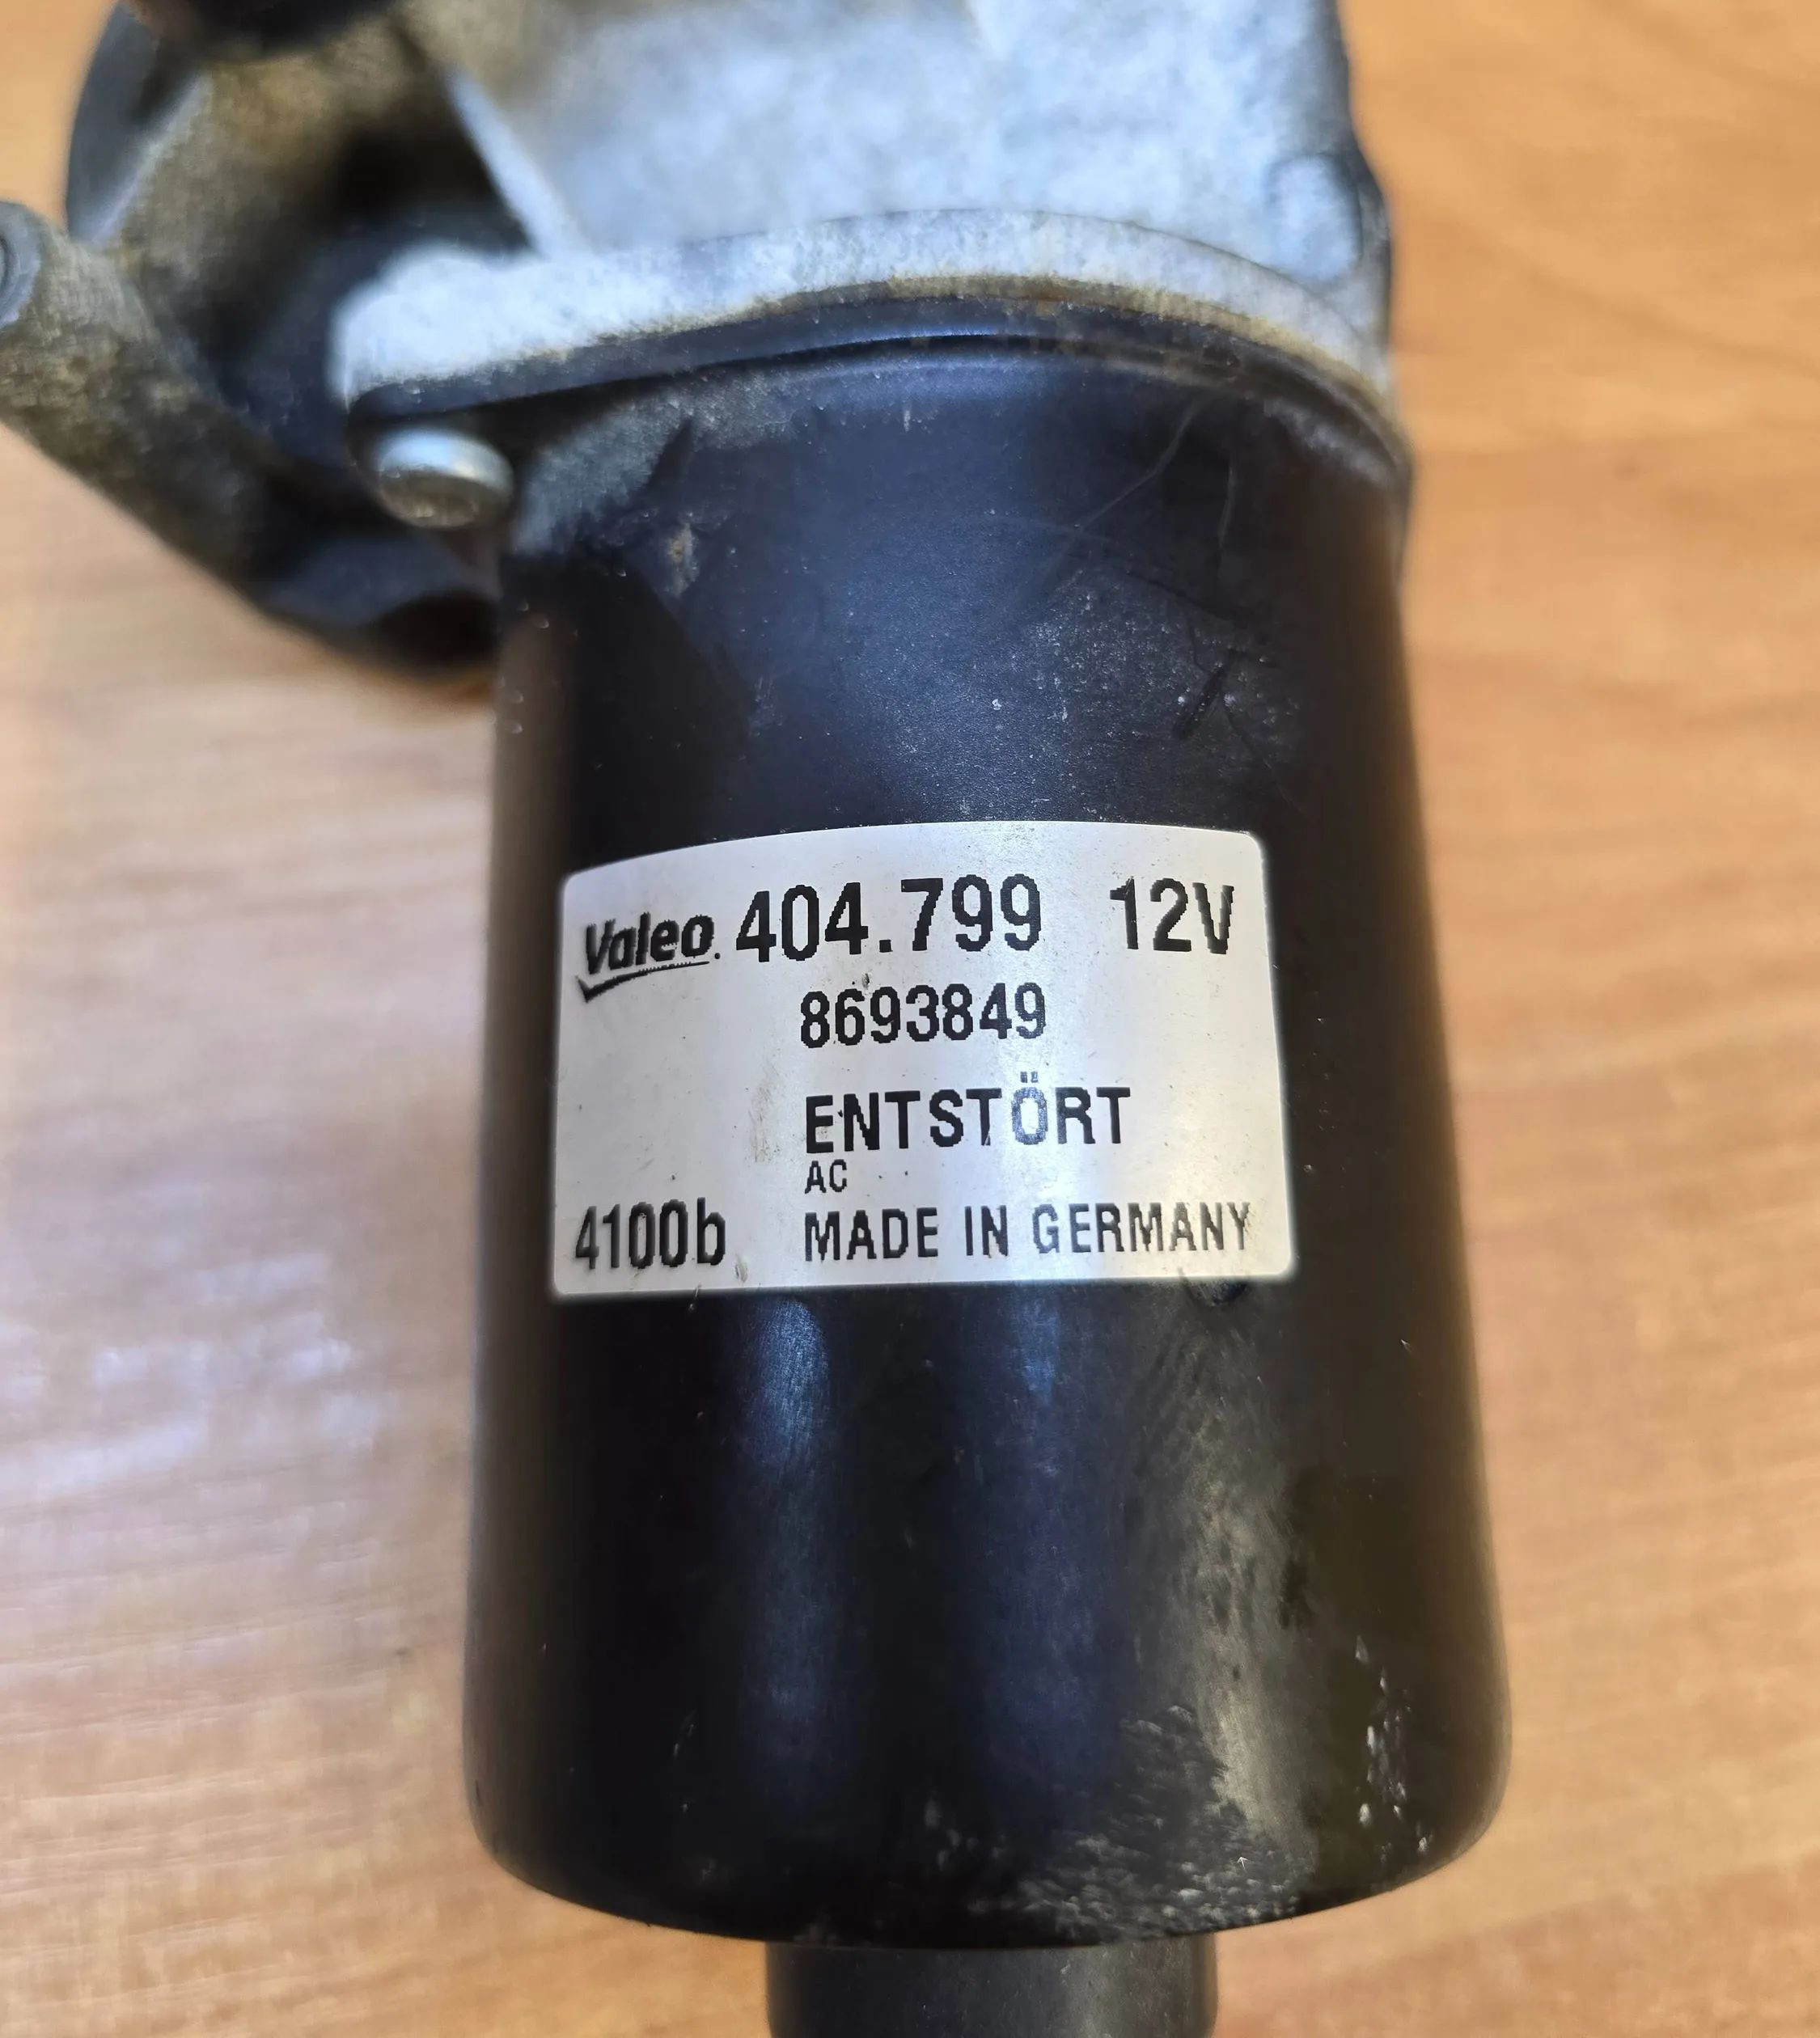 Valeo 404.799 12V
8693849
ENTSTÖRT
AC
4100b MADE IN GERMANY